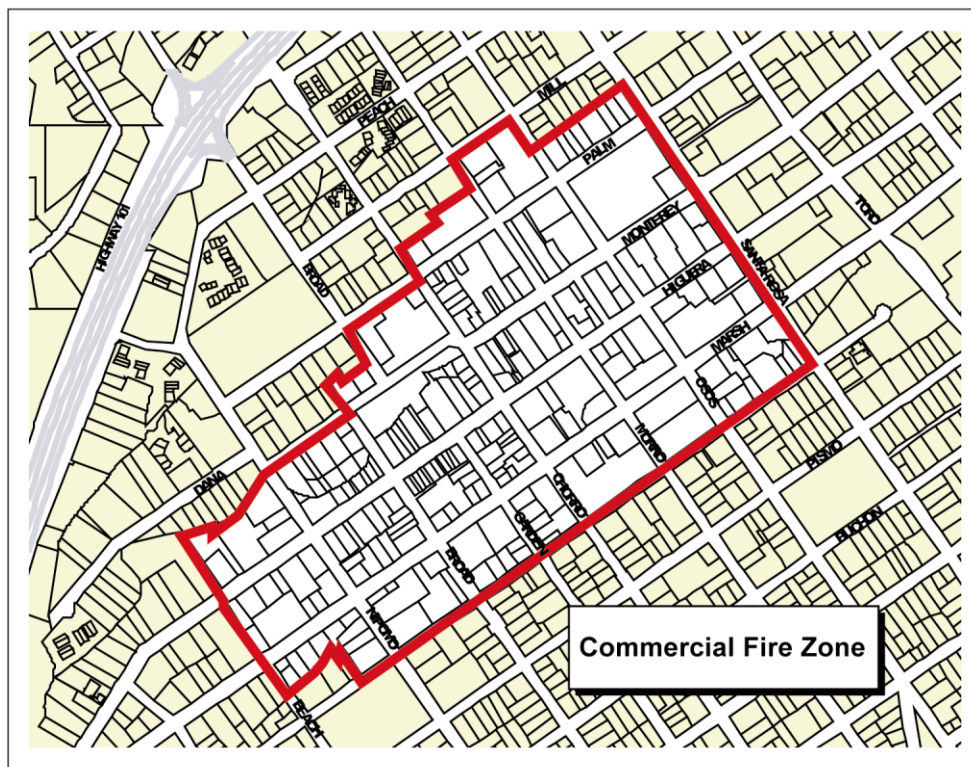 MILL
PEACH
PALM
TORO
HIGHWAY 101
MONTEREY
SANTA ROSA
BROAD
HIGUERA
MARSH
OSOS
MORRO
PISMO
DANA
CHORRO
BUCHON
GARDEN
BROAD
NIPOMO
Commercial Fire Zone
BEACH